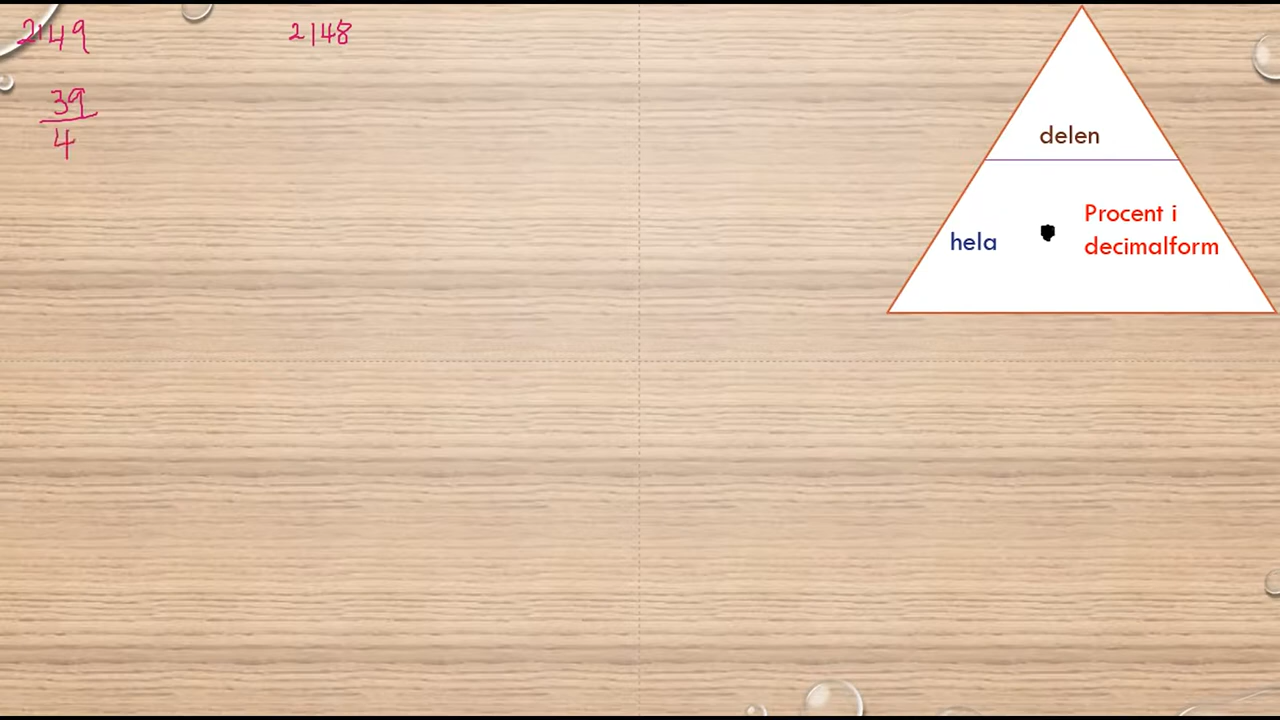 2149
2148
39
4
delen
hela
Procent i
decimalform